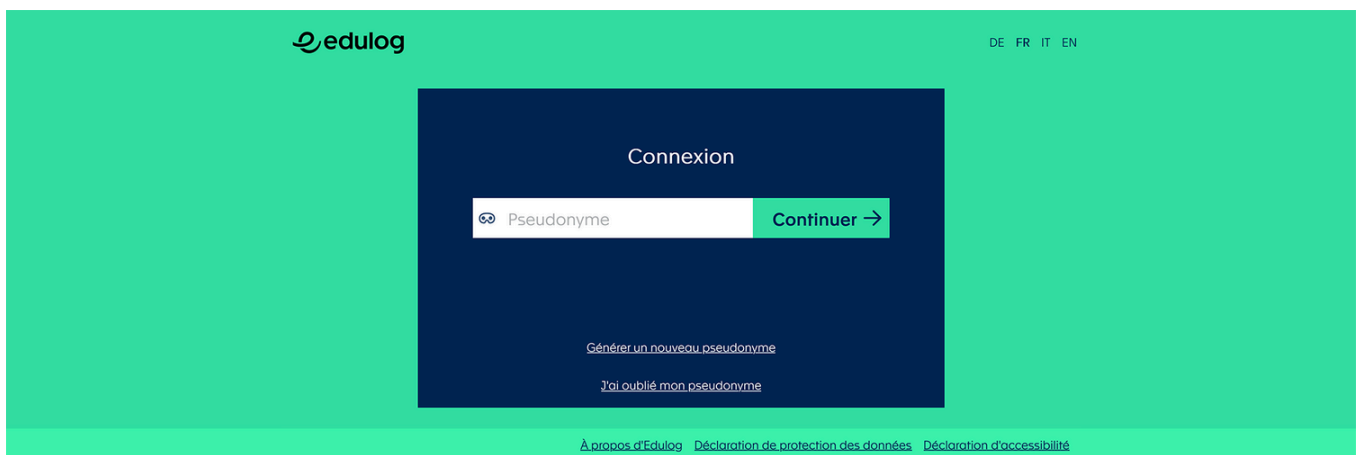 edulog
DE FR IT EN
Connexion
Pseudonyme
Continuer →
Générer un nouveau pseudonyme
J'ai oublié mon pseudonyme
À propos d'Edulog Déclaration de protection des données Déclaration d'accessibilité